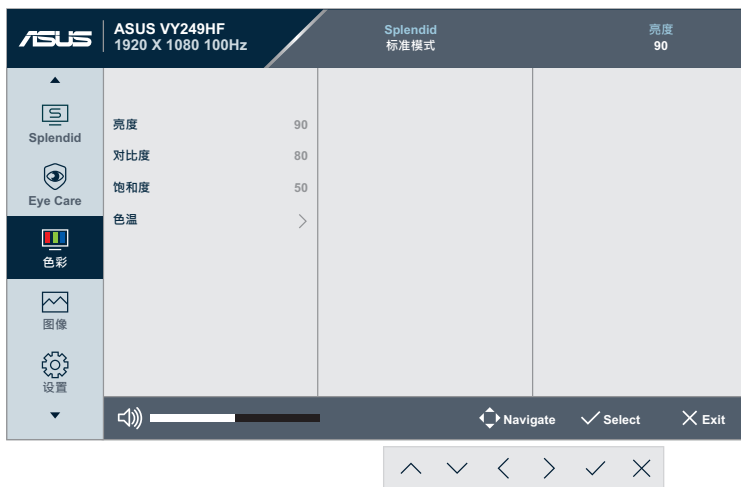 ASUS
ASUS VY249HF
1920 X 1080 100Hz
Splendid
标准模式
亮度
90
Splendid
Eye Care
色彩
图像
设置
亮度 90
对比度 80
饱和度 50
色温
Navigate
Select
Exit